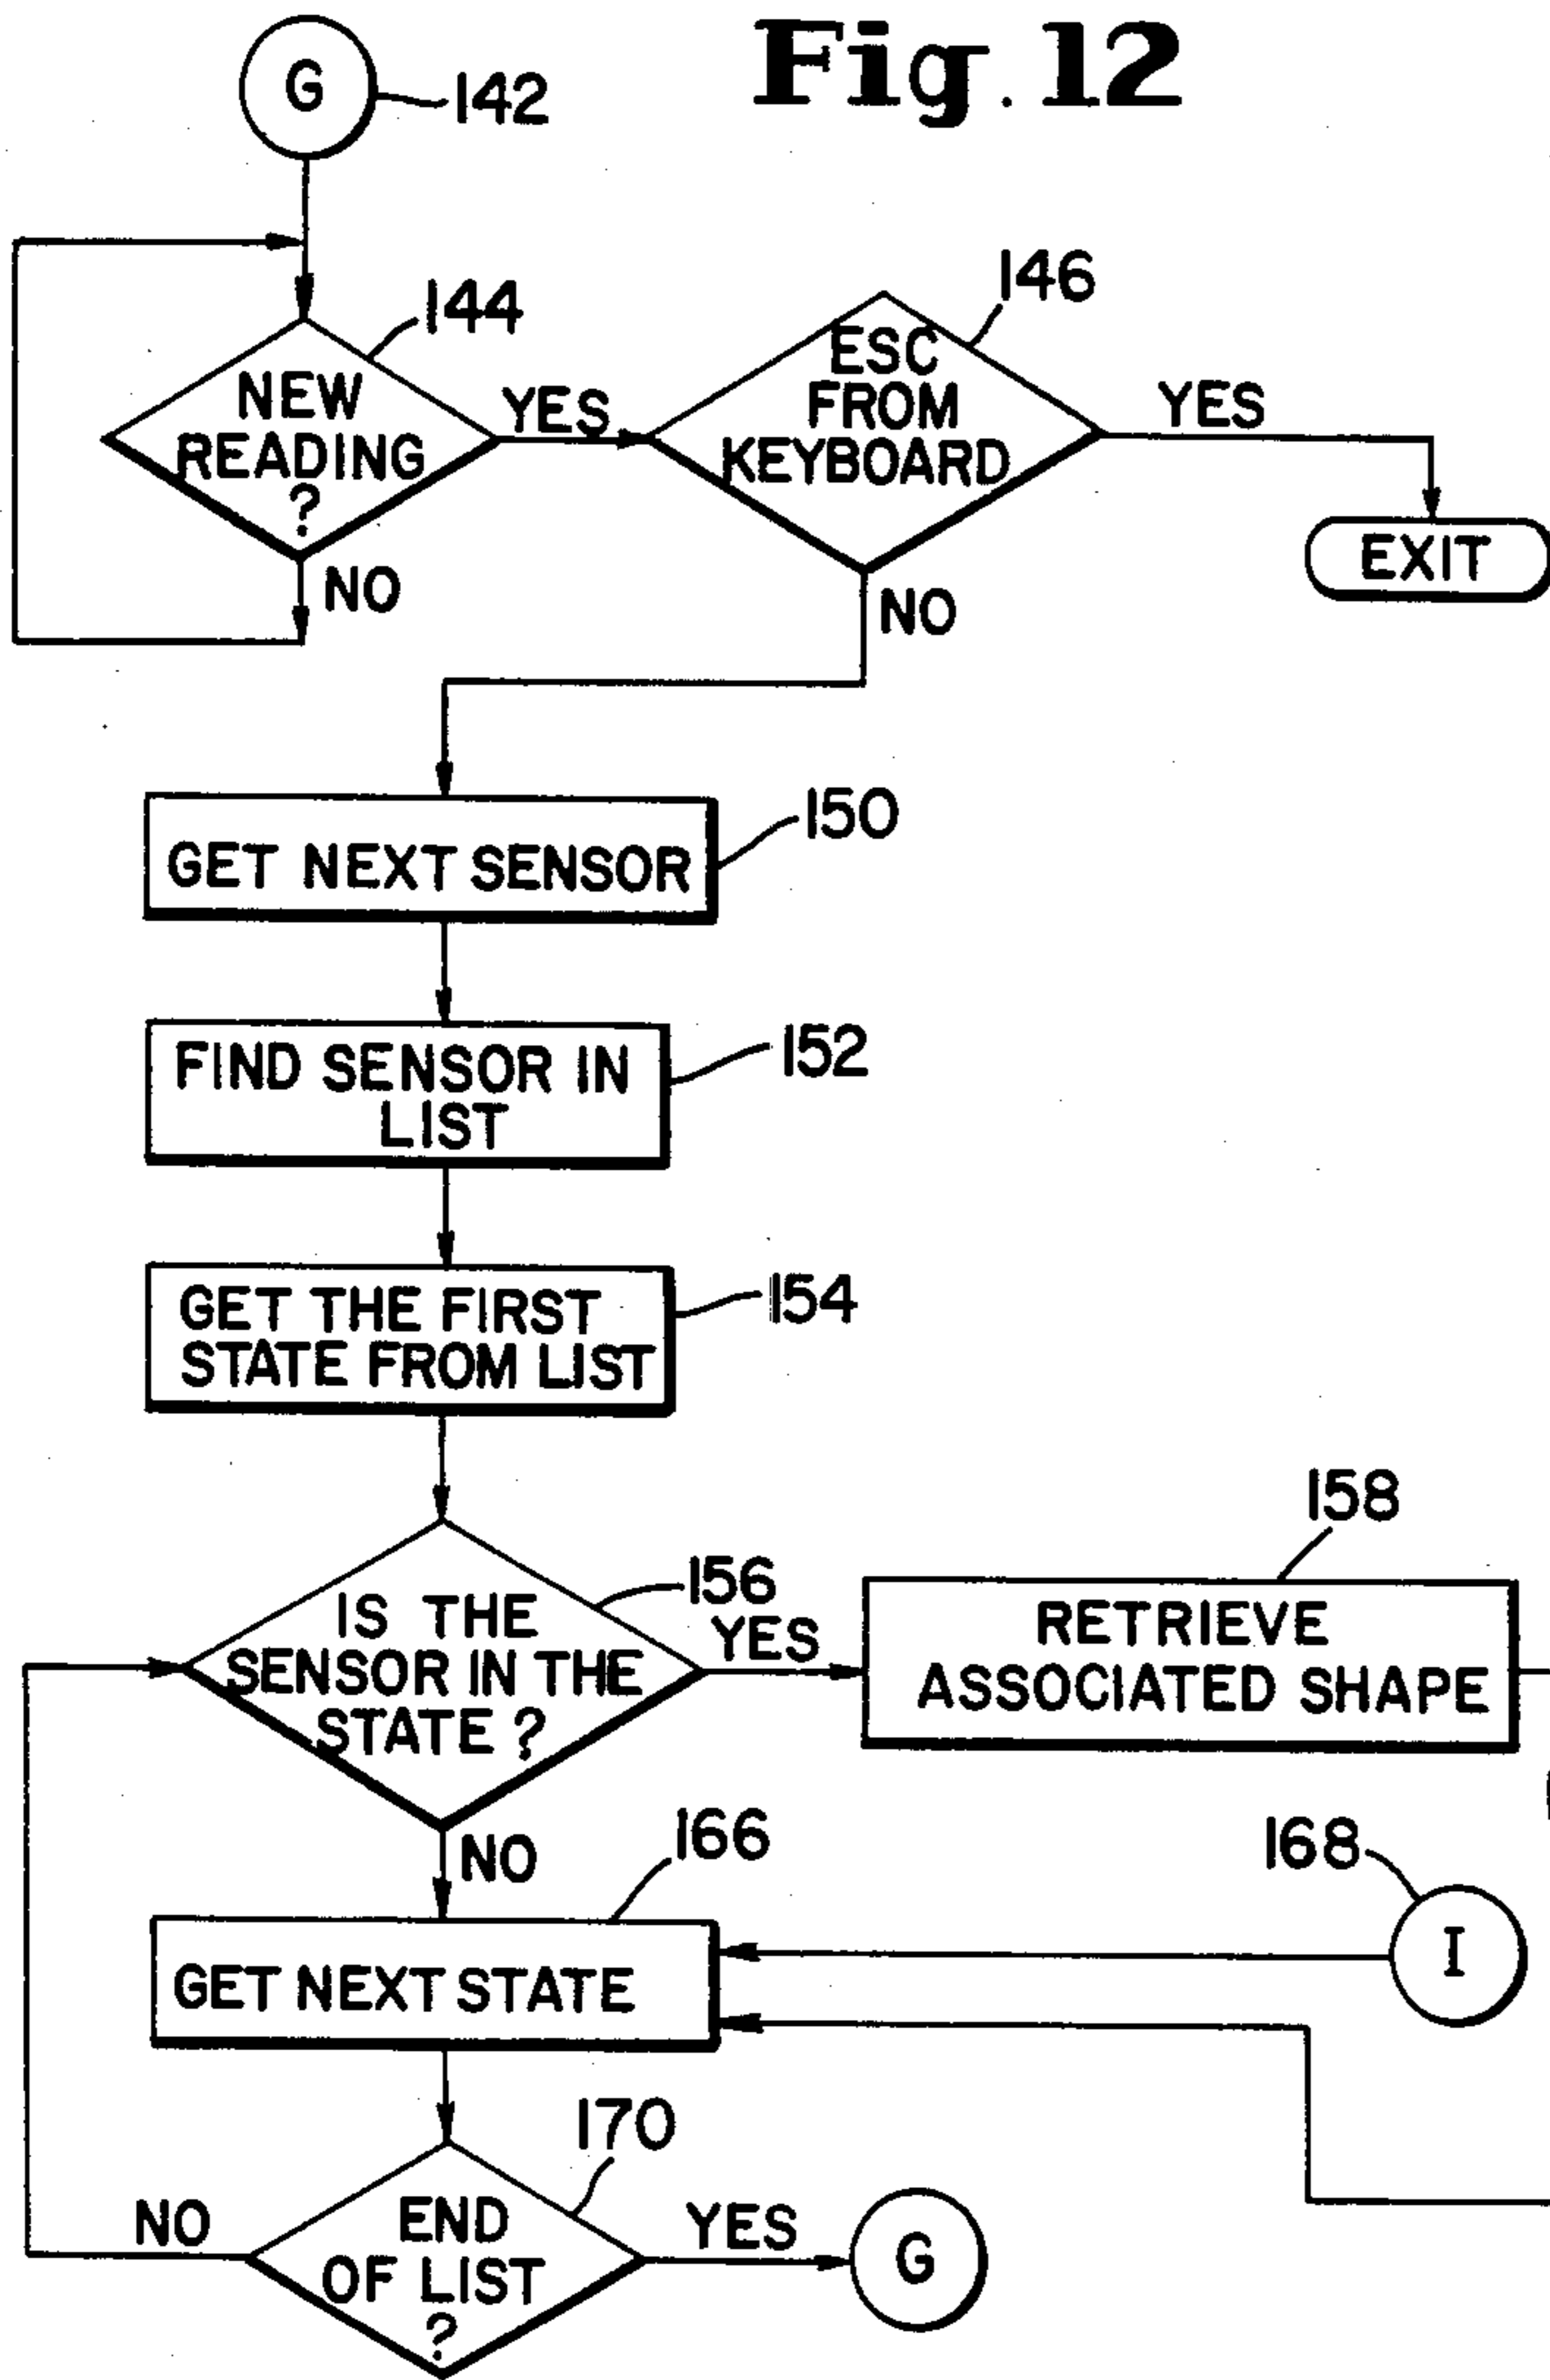 Fig. 12
G
142
144
NEW
READING
?
YES
NO
146
ESC
FROM
KEYBOARD
YES
EXIT
NO
150
GET NEXT SENSOR
152
FIND SENSOR IN
LIST
154
GET THE FIRST
STATE FROM LIST
156
IS THE
SENSOR IN THE
STATE ?
YES
158
RETRIEVE
ASSOCIATED SHAPE
NO
166
GET NEXT STATE
168
I
170
END
OF LIST
?
NO
YES
G